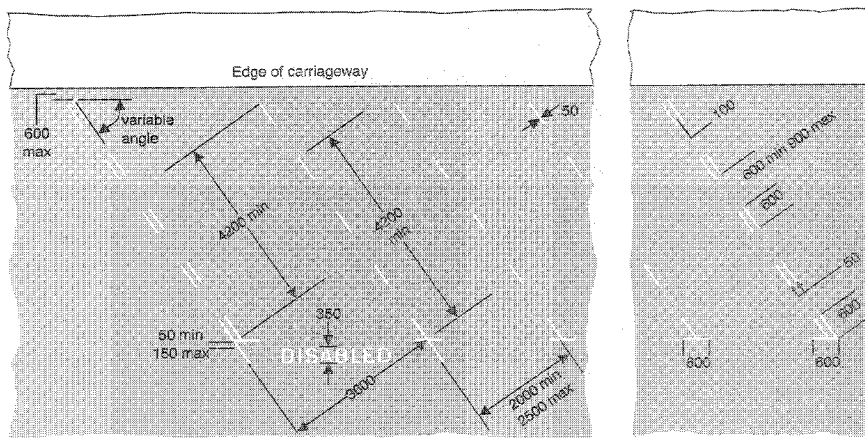 Edge of carriageway
600
max
variable
angle
50
4200 min
4200
min
350
50 min
150 max
DISABLED
3600
2000 min
2500 max
100
600 min 900 max
600
50
600
600
600